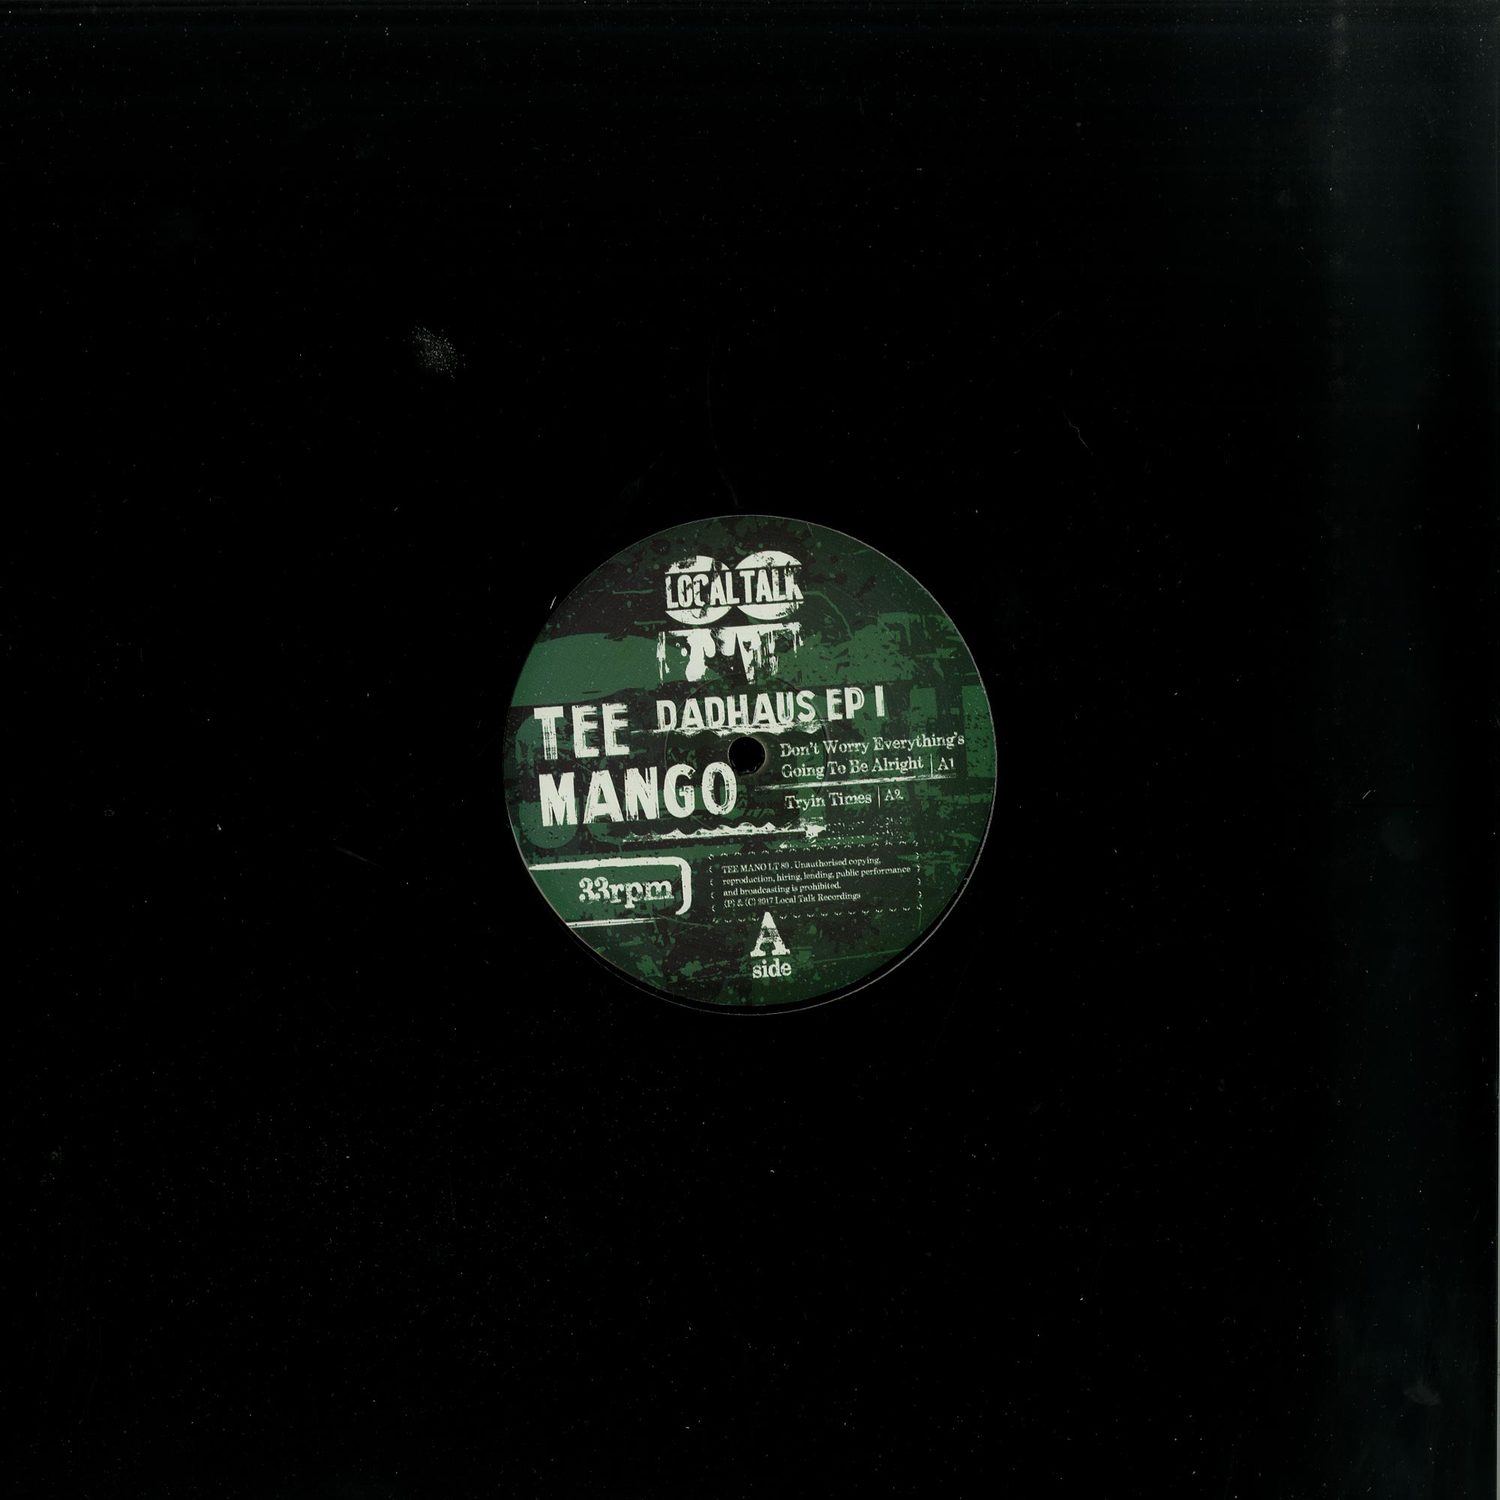 LOCAL TALK
DADHAUS EP I
TEE
MANGO
Don't Worry Everything's
Going To Be Alright | A1
Tryin Times | A2
33rpm
TEE MANO LT 80 . Unauthorised copying,
reproduction, hiring, lending, public performance
and broadcasting is prohibited.
(P) & (C) 2017 Local Talk Recordings
A
side